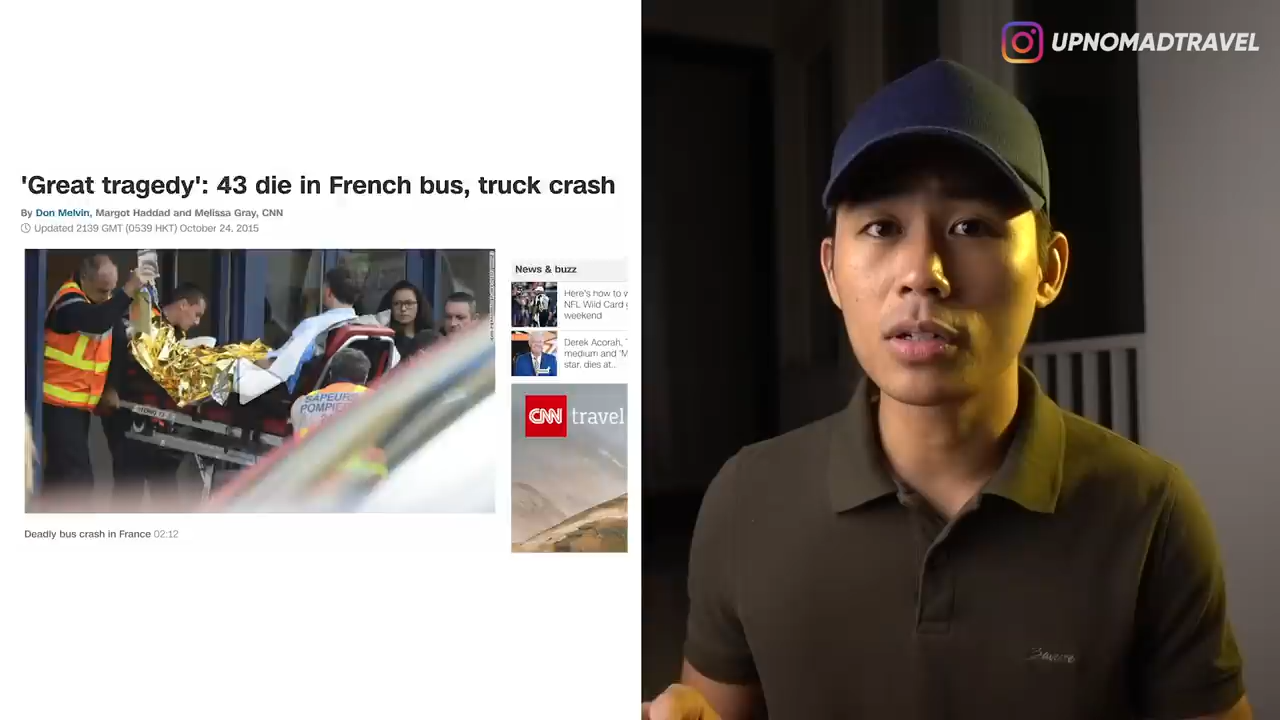 UPNOMADTRAVEL
'Great tragedy': 43 die in French bus, truck crash
By Don Melvin, Margot Haddad and Melissa Gray, CNN
Updated 2139 GMT (0539 HKT) October 24, 2015
News & buzz
Here's how to w
NFL Wild Card
weekend
Derek Acorah,
medium and 'M
star, dies at...
SAPEURS
POMPIE
CNN travel
Deadly bus crash in France 02:12